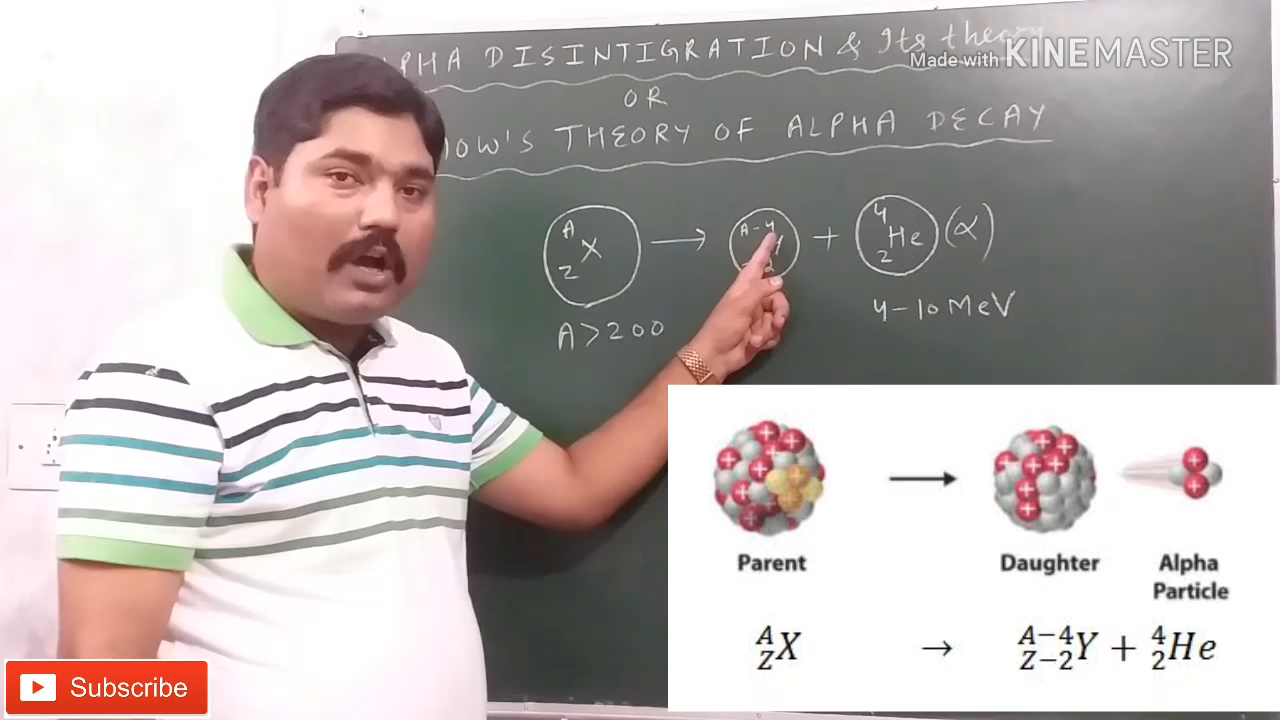 ALPHA DISINTIGRATION & Its theory
Made with KINEMASTER
OR
THEORY OF ALPHA DECAY
A Z X → A-4 + 4 2 He (α)
A > 200
4-10 MeV
Parent
Daughter
Alpha Particle
A Z X → A-4 Z-2 Y + 4 2 He
Subscribe